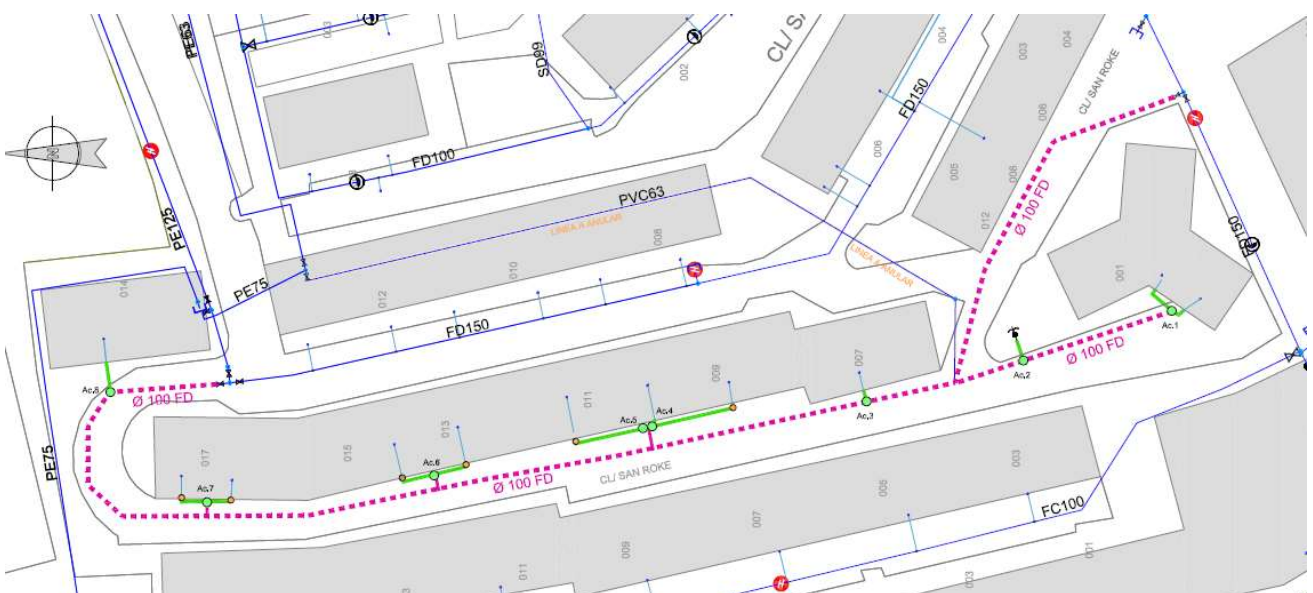 003
PE63
SD99
002
CL/ SA
004
003
004
CL/ SAN ROKE
FD150
006
006
005
008
012
FD100
PVC63
LINEA A ANULAR
008
010
012
PE125
PE75
014
FD150
LINEA A ANULAR
Ø 100 FD
FD150
001
Ac.1
Ø 100 FD
Ac.2
007
Ac.3
009
Ac.4
Ac.5
011
013
015
Ac.6
017
Ac.7
Ac.8
Ø 100 FD
PE75
Ø 100 FD
CL/ SAN ROKE
003
005
007
009
011
FC100
001
003